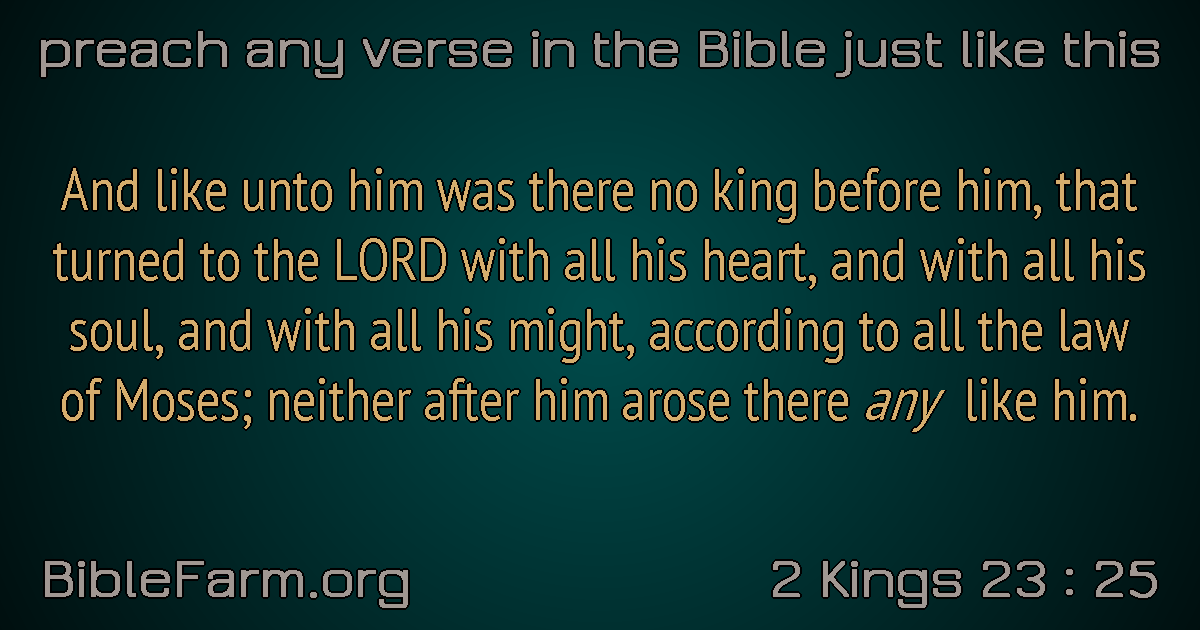 preach any verse in the Bible just like this
And like unto him was there no king before him, that
turned to the LORD with all his heart, and with all his
soul, and with all his might, according to all the law
of Moses; neither after him arose there any like him.
BibleFarm.org
2 Kings 23 : 25